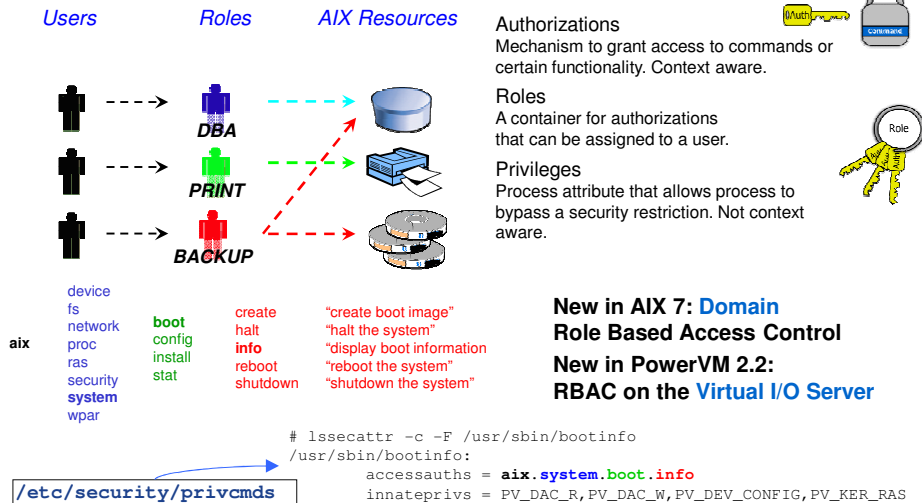 Users Roles AIX Resources
DBA
PRINT
BACKUP
Authorizations
Mechanism to grant access to commands or
certain functionality. Context aware.
Roles
A container for authorizations
that can be assigned to a user.
Privileges
Process attribute that allows process to
bypass a security restriction. Not context
aware.
Auth
command
Role
aix
device
fs
network
proc
ras
security
system
wpar
boot
config
install
stat
create
halt
info
reboot
shutdown
“create boot image”
“halt the system”
“display boot information
“reboot the system”
“shutdown the system”
New in AIX 7: Domain
Role Based Access Control
New in PowerVM 2.2:
RBAC on the Virtual I/O Server
# lssecattr -c -F /usr/sbin/bootinfo
/usr/sbin/bootinfo:
accessauths = aix.system.boot.info
innateprivs = PV_DAC_R,PV_DAC_W,PV_DEV_CONFIG,PV_KER_RAS
/etc/security/privcmds